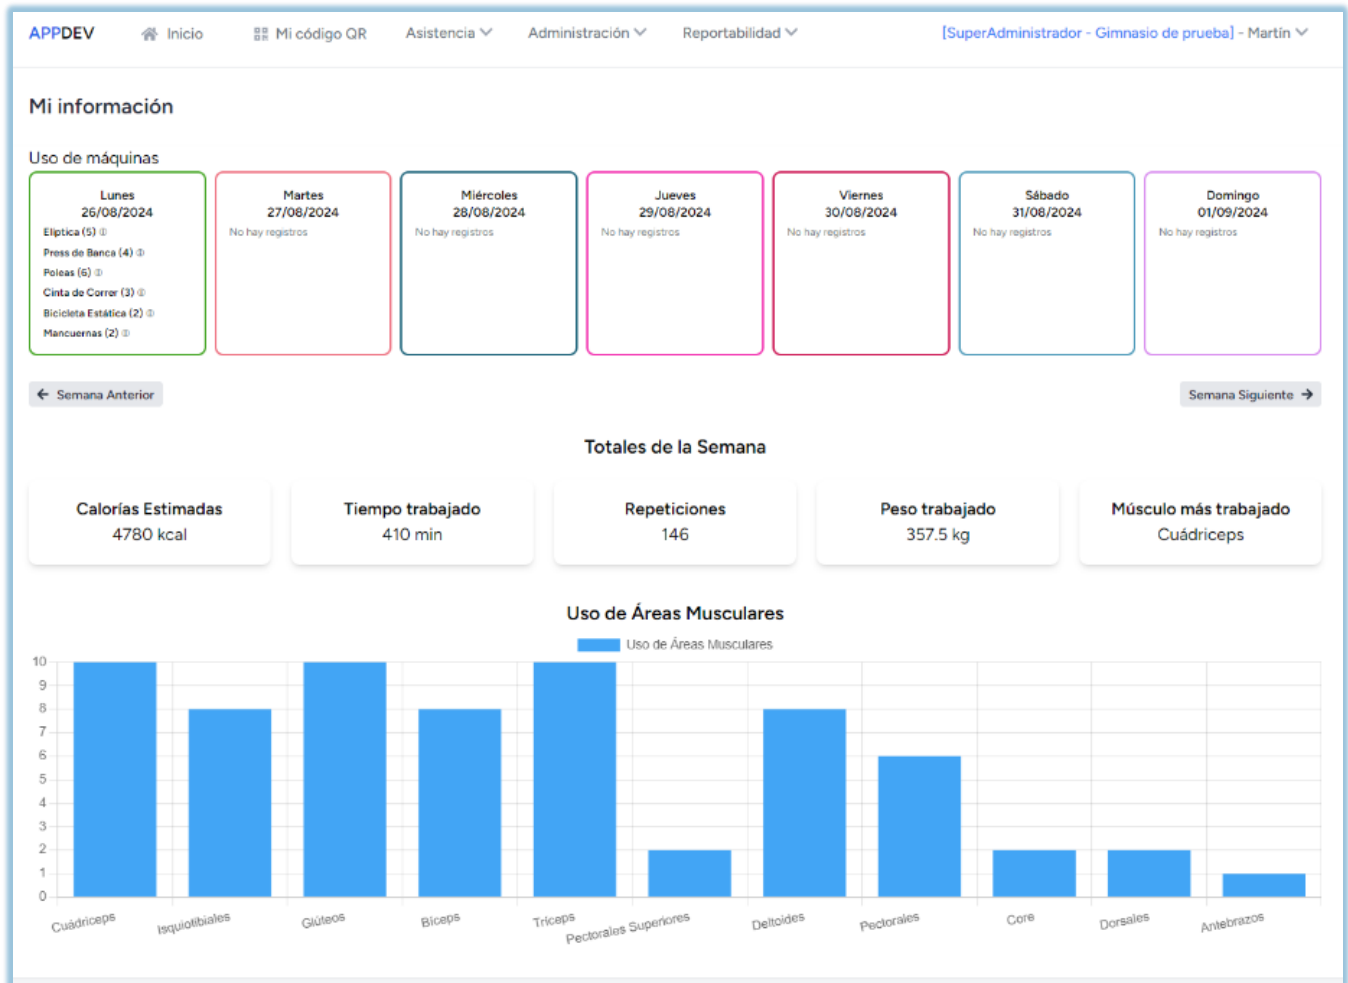 APPDEV Inicio Mi código QR Asistencia Administración Reportabilidad [SuperAdministrador - Gimnasio de prueba] - Martín
Mi información
Uso de máquinas
Lunes Martes Miércoles Jueves Viernes Sábado Domingo
26/08/2024 27/08/2024 28/08/2024 29/08/2024 30/08/2024 31/08/2024 01/09/2024
Elíptica (5) No hay registros No hay registros No hay registros No hay registros No hay registros No hay registros
Press de Banca (4)
Poleas (6)
Cinta de Correr (3)
Bicicleta Estática (2)
Mancuernas (2)
← Semana Anterior Semana Siguiente →
Totales de la Semana
Calorías Estimadas Tiempo trabajado Repeticiones Peso trabajado Músculo más trabajado
4780 kcal 410 min 146 357.5 kg Cuádriceps
Uso de Áreas Musculares
Uso de Áreas Musculares
10
9
8
7
6
5
4
3
2
1
0
Cuádriceps Isquiotibiales Glúteos Bíceps Tríceps Pectorales Superiores Deltoides Pectorales Core Dorsales Antebrazos